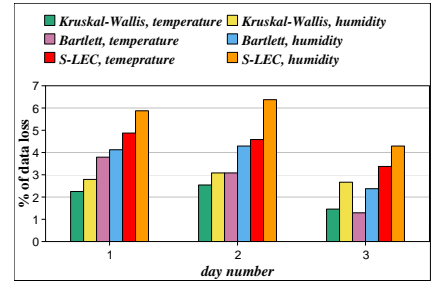 Kruskal-Wallis, temperature Kruskal-Wallis, humidity
Bartlett, temperature Bartlett, humidity
S-LEC, temeprature S-LEC, humidity
% of data loss
7
6
5
4
3
2
1
0
1 2 3
day number